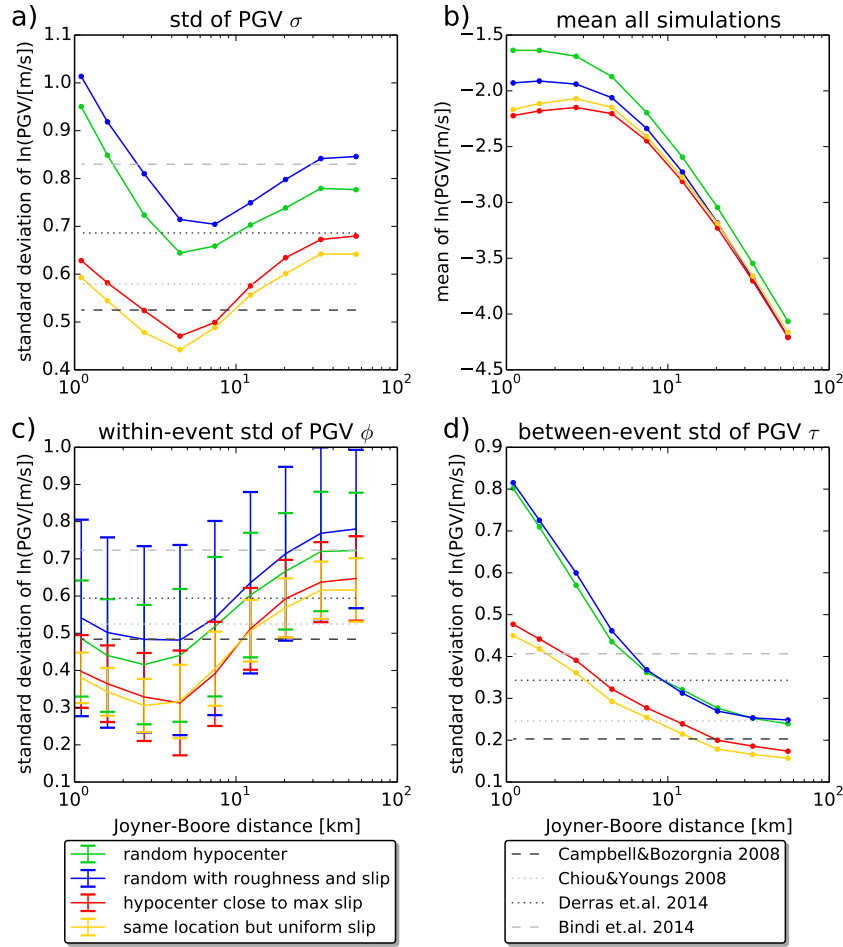 a) std of PGV σ
b) mean all simulations
standard deviation of ln(PGV/[m/s])
1.1
1.0
0.9
0.8
0.7
0.6
0.5
0.4
10^0 10^1 10^2
mean of ln(PGV/[m/s])
−1.5
−2.0
−2.5
−3.0
−3.5
−4.0
−4.5
10^0 10^1 10^2
c) within-event std of PGV ϕ
d) between-event std of PGV τ
standard deviation of ln(PGV/[m/s])
1.0
0.9
0.8
0.7
0.6
0.5
0.4
0.3
0.2
0.1
10^0 10^1 10^2
Joyner-Boore distance [km]
standard deviation of ln(PGV/[m/s])
0.9
0.8
0.7
0.6
0.5
0.4
0.3
0.2
0.1
10^0 10^1 10^2
Joyner-Boore distance [km]
random hypocenter
random with roughness and slip
hypocenter close to max slip
same location but uniform slip
Campbell&Bozorgnia 2008
Chiou&Youngs 2008
Derras et.al. 2014
Bindi et.al. 2014